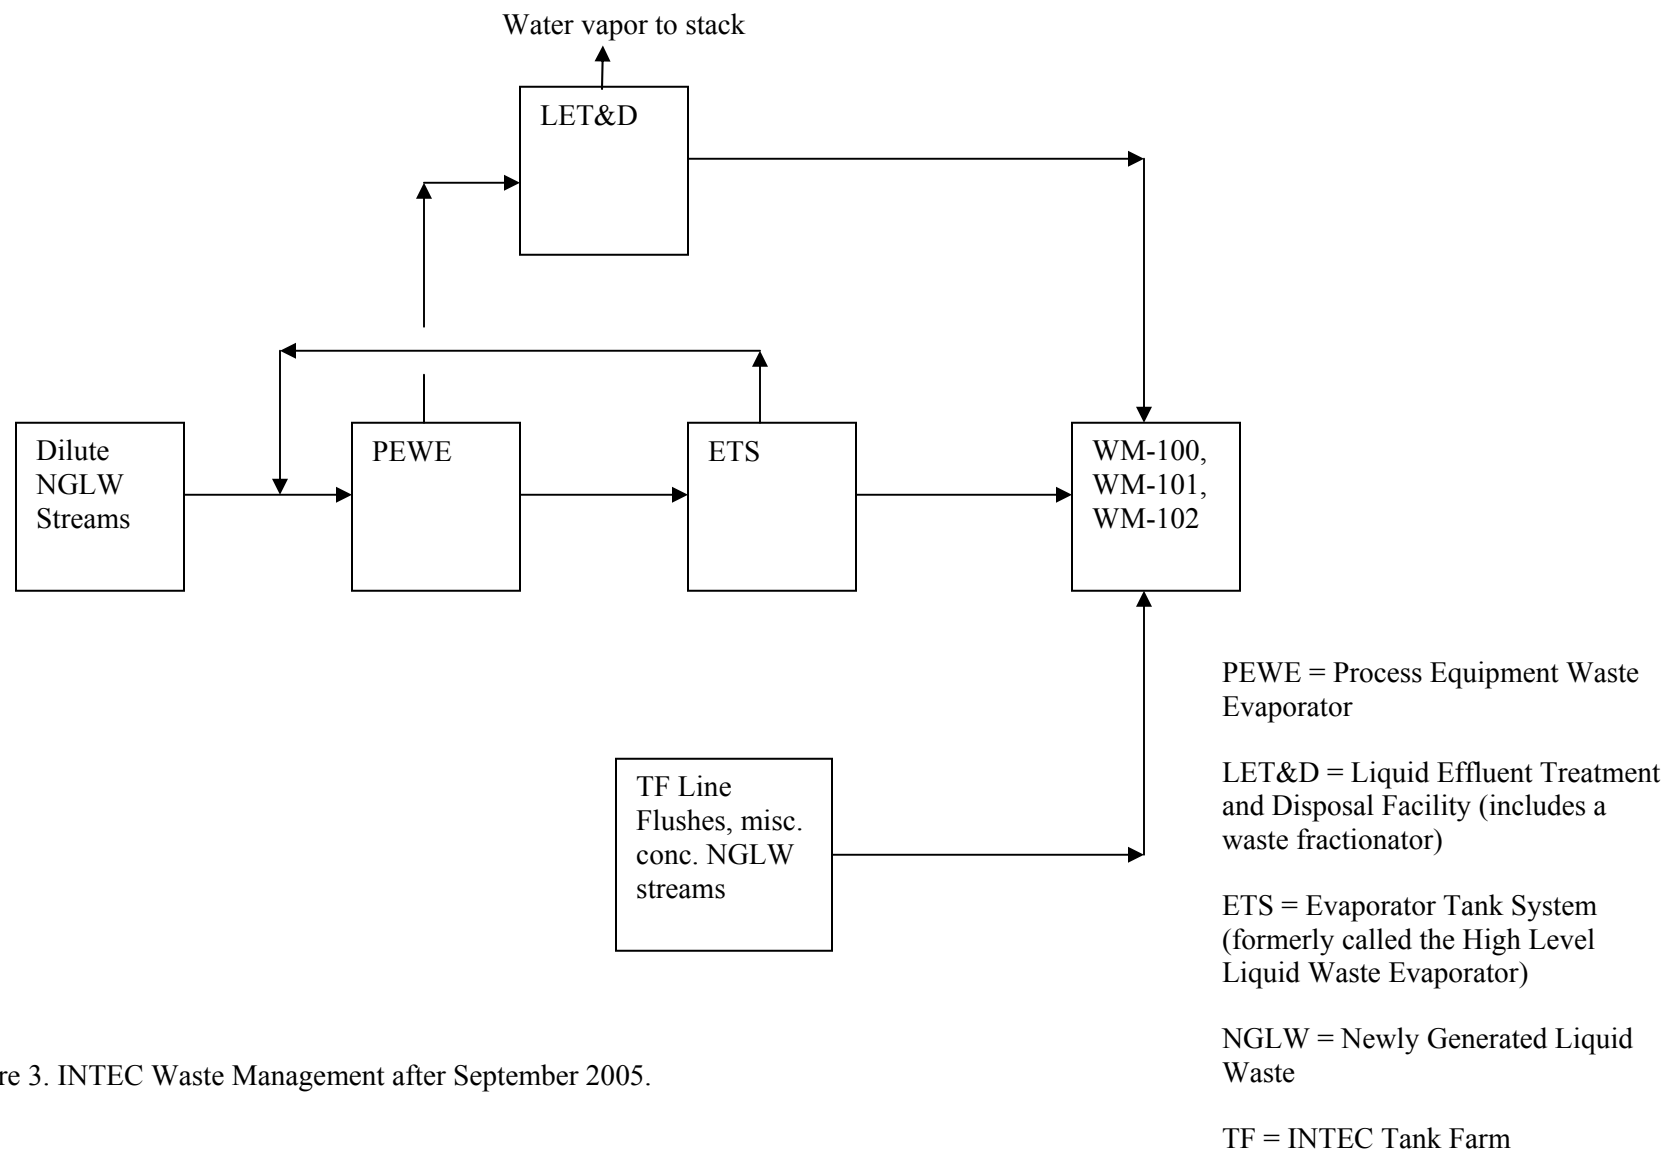 Water vapor to stack
LET&D
Dilute
NGLW
Streams
PEWE
ETS
WM-100,
WM-101,
WM-102
TF Line
Flushes, misc.
conc. NGLW
streams
PEWE = Process Equipment Waste
Evaporator
LET&D = Liquid Effluent Treatment
and Disposal Facility (includes a
waste fractionator)
ETS = Evaporator Tank System
(formerly called the High Level
Liquid Waste Evaporator)
NGLW = Newly Generated Liquid
Waste
TF = INTEC Tank Farm
re 3. INTEC Waste Management after September 2005.